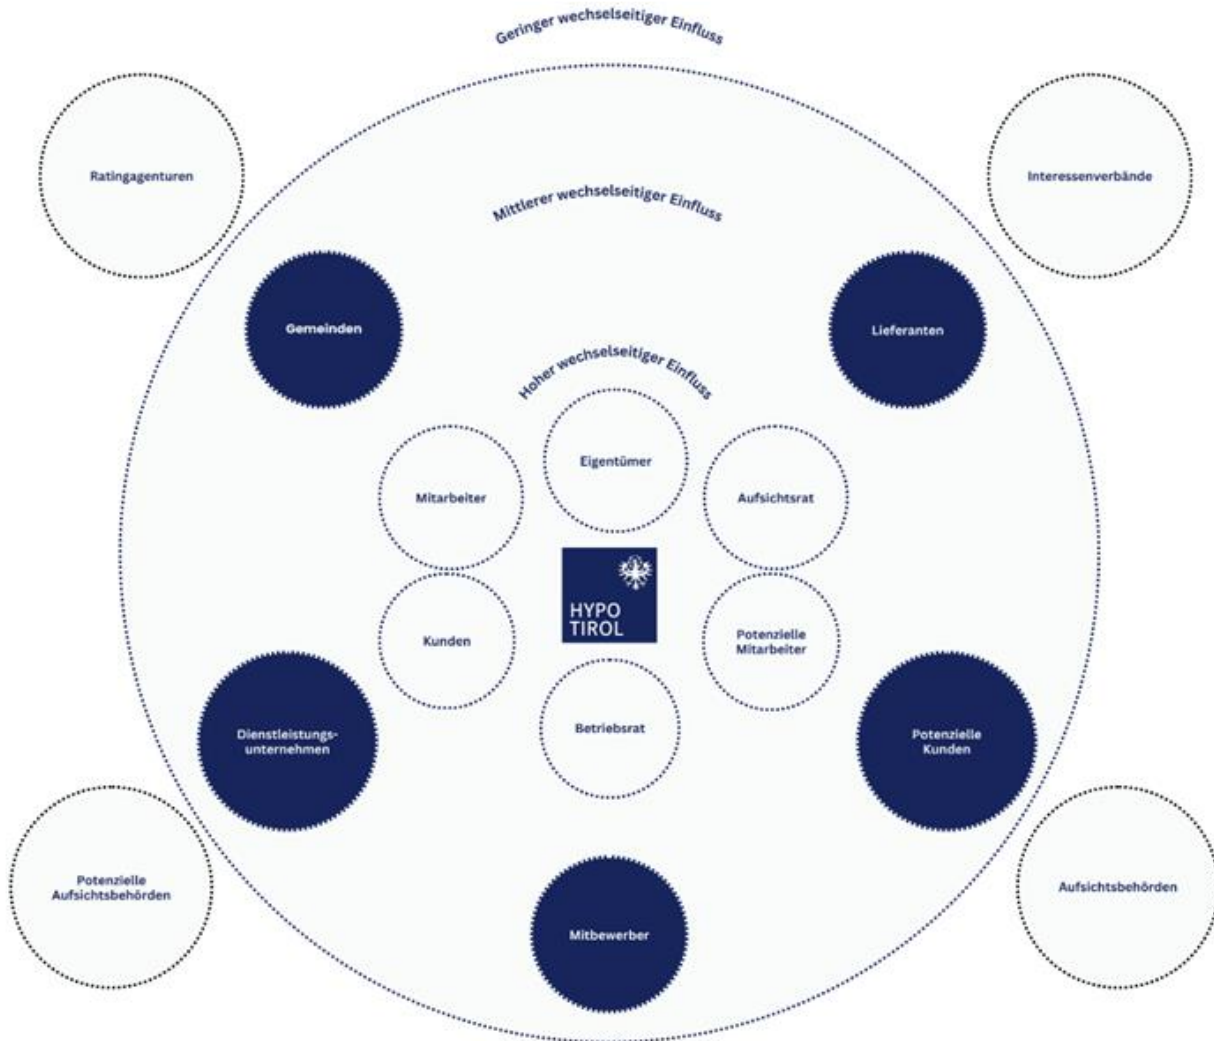 Geringer wechselseitiger Einfluss
Ratingagenturen
Interessenverbände
Mittlerer wechselseitiger Einfluss
Gemeinden
Lieferanten
Hoher wechselseitiger Einfluss
Eigentümer
Mitarbeiter
Aufsichtsrat
HYPO
TIROL
Kunden
Potenzielle
Mitarbeiter
Betriebsrat
Dienstleistungs-
unternehmen
Potenzielle
Kunden
Potenzielle
Aufsichtsbehörden
Aufsichtsbehörden
Mitbewerber